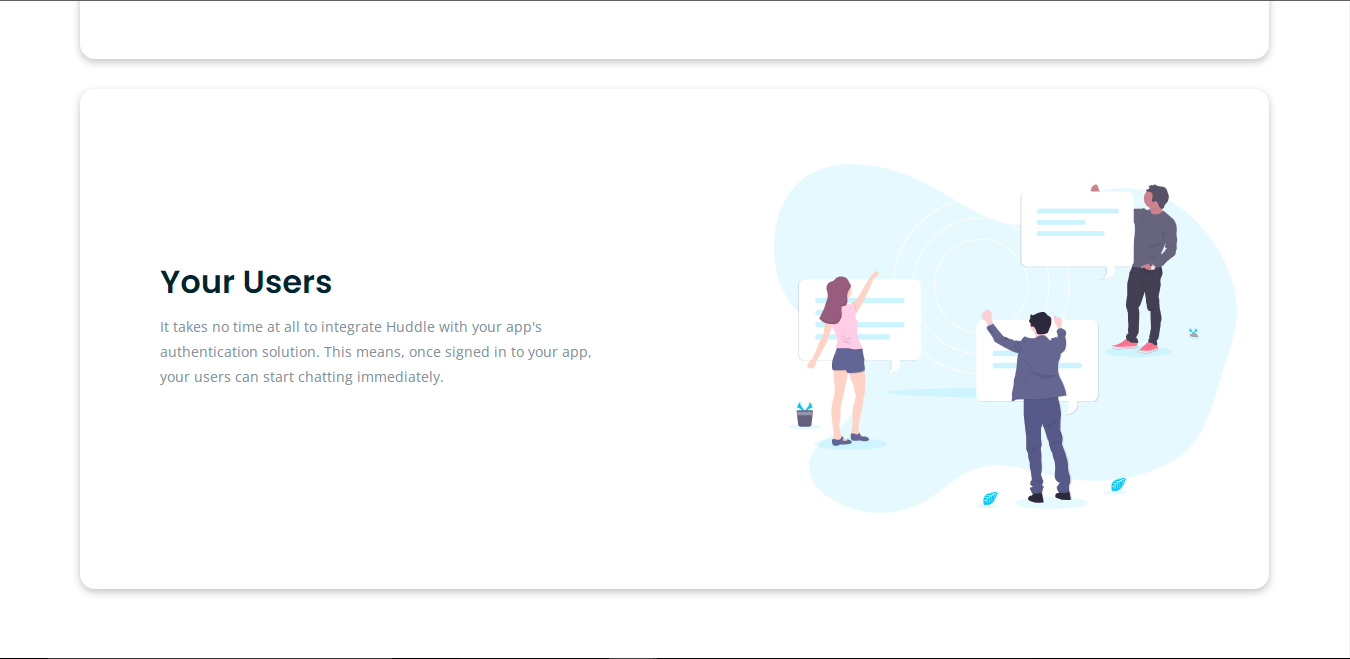 Your Users
It takes no time at all to integrate Huddle with your app's
authentication solution. This means, once signed in to your app,
your users can start chatting immediately.